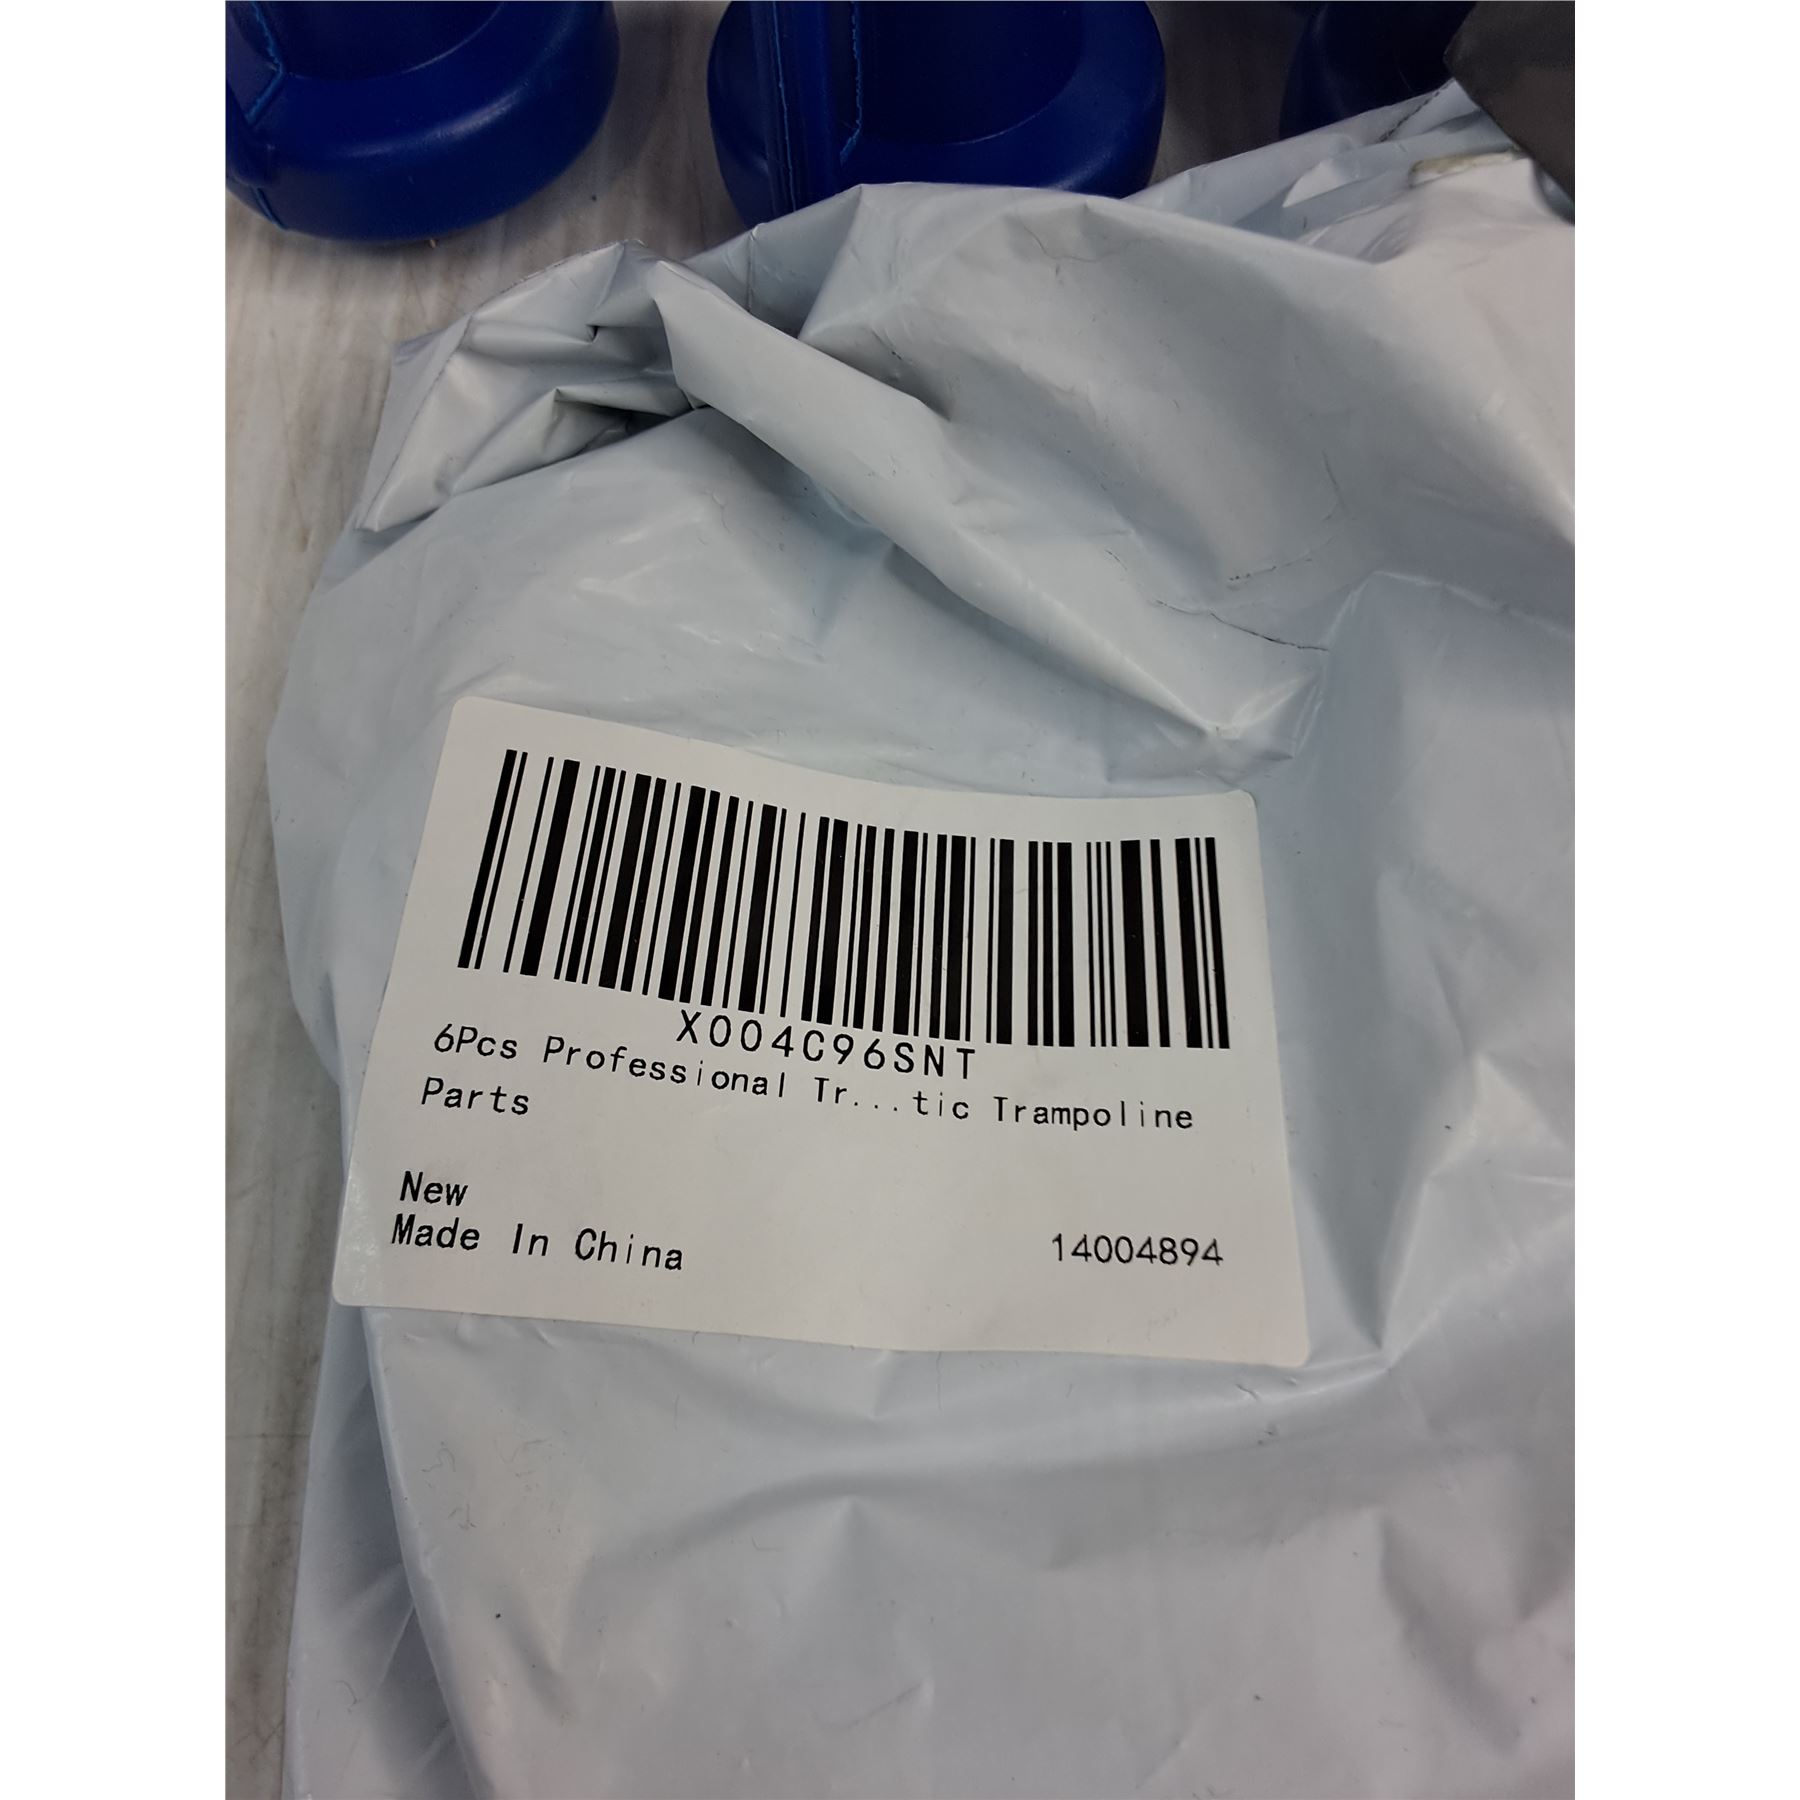 X004C96SNT
6Pcs Professional Tr...tic Trampoline
Parts
New
Made In China
14004894